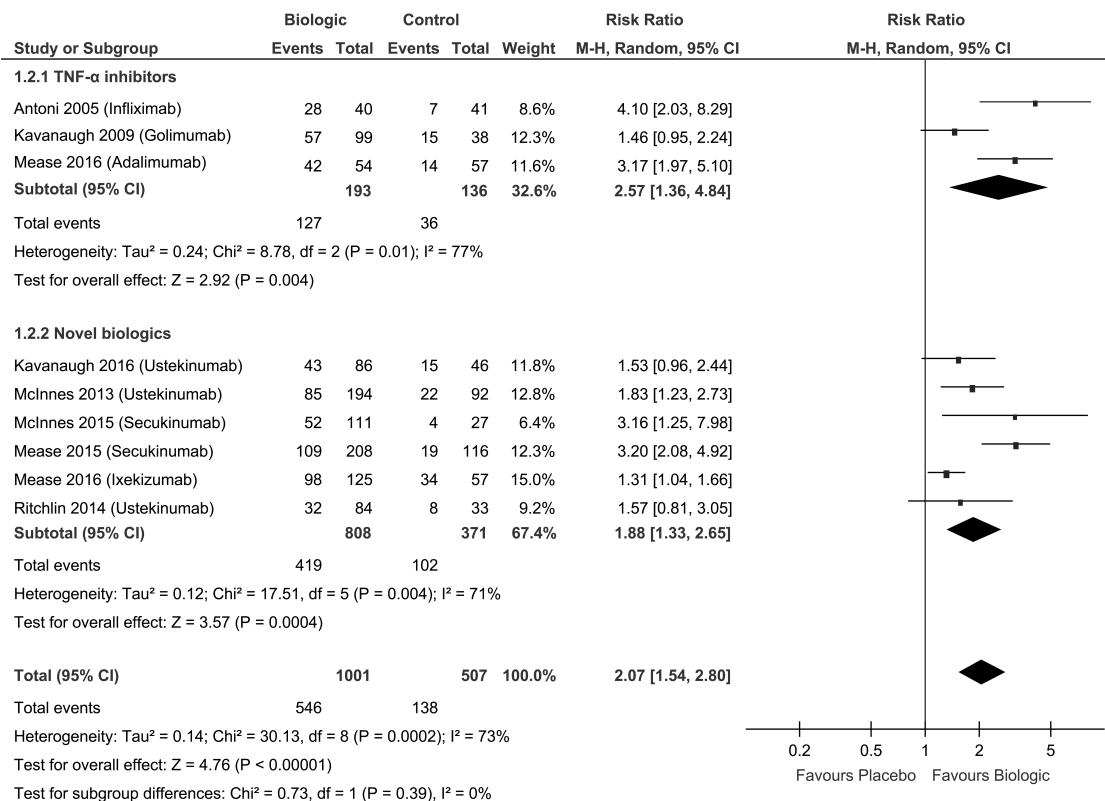 Biologic Control Risk Ratio Risk Ratio
Study or Subgroup Events Total Events Total Weight M-H, Random, 95% CI M-H, Random, 95% CI
1.2.1 TNF-α inhibitors
Antoni 2005 (Infliximab) 28 40 7 41 8.6% 4.10 [2.03, 8.29]
Kavanaugh 2009 (Golimumab) 57 99 15 38 12.3% 1.46 [0.95, 2.24]
Mease 2016 (Adalimumab) 42 54 14 57 11.6% 3.17 [1.97, 5.10]
Subtotal (95% CI) 193 136 32.6% 2.57 [1.36, 4.84]
Total events 127 36
Heterogeneity: Tau² = 0.24; Chi² = 8.78, df = 2 (P = 0.01); I² = 77%
Test for overall effect: Z = 2.92 (P = 0.004)
1.2.2 Novel biologics
Kavanaugh 2016 (Ustekinumab) 43 86 15 46 11.8% 1.53 [0.96, 2.44]
McInnes 2013 (Ustekinumab) 85 194 22 92 12.8% 1.83 [1.23, 2.73]
McInnes 2015 (Secukinumab) 52 111 4 27 6.4% 3.16 [1.25, 7.98]
Mease 2015 (Secukinumab) 109 208 19 116 12.3% 3.20 [2.08, 4.92]
Mease 2016 (Ixekizumab) 98 125 34 57 15.0% 1.31 [1.04, 1.66]
Ritchlin 2014 (Ustekinumab) 32 84 8 33 9.2% 1.57 [0.81, 3.05]
Subtotal (95% CI) 808 371 67.4% 1.88 [1.33, 2.65]
Total events 419 102
Heterogeneity: Tau² = 0.12; Chi² = 17.51, df = 5 (P = 0.004); I² = 71%
Test for overall effect: Z = 3.57 (P = 0.0004)
Total (95% CI) 1001 507 100.0% 2.07 [1.54, 2.80]
Total events 546 138
Heterogeneity: Tau² = 0.14; Chi² = 30.13, df = 8 (P = 0.0002); I² = 73%
Test for overall effect: Z = 4.76 (P < 0.00001)
Test for subgroup differences: Chi² = 0.73, df = 1 (P = 0.39), I² = 0%
0.2 0.5 1 2 5
Favours Placebo Favours Biologic